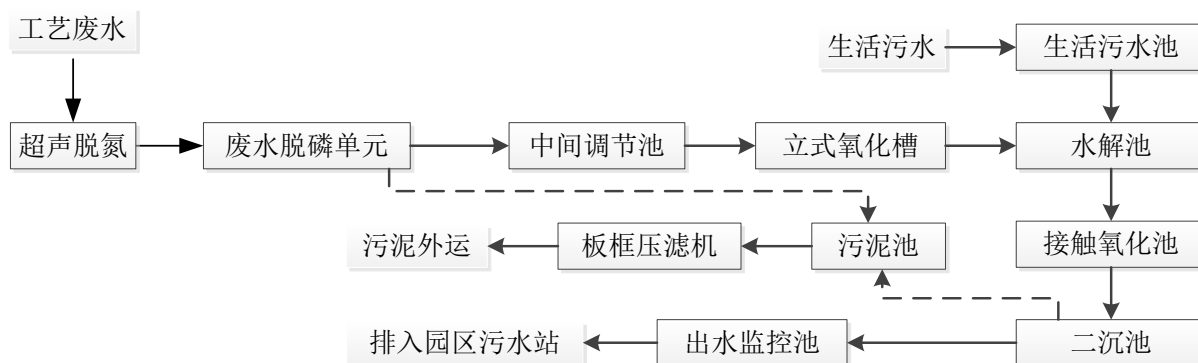 工艺废水
生活污水
生活污水池
超声脱氮
废水脱磷单元
中间调节池
立式氧化槽
水解池
污泥外运
板框压滤机
污泥池
接触氧化池
排入园区污水站
出水监控池
二沉池